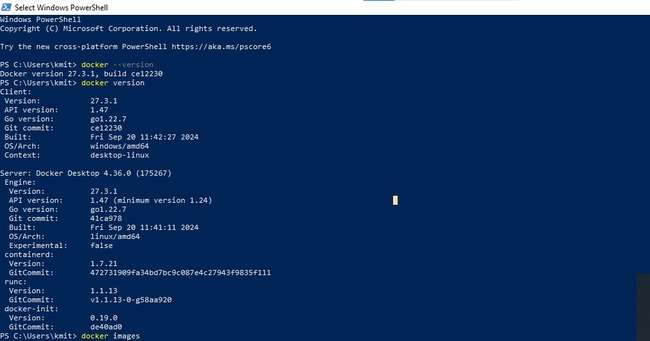 Select Windows PowerShell
Windows PowerShell
Copyright (C) Microsoft Corporation. All rights reserved.
Try the new cross-platform PowerShell https://aka.ms/pscore6
PS C:\Users\kmit> docker --version
Docker version 27.3.1, build ce12230
PS C:\Users\kmit> docker version
Client:
Version: 27.3.1
API version: 1.47
Go version: go1.22.7
Git commit: ce12230
Built: Fri Sep 20 11:42:27 2024
OS/Arch: windows/amd64
Context: desktop-linux
Server: Docker Desktop 4.36.0 (175267)
Engine:
Version: 27.3.1
API version: 1.47 (minimum version 1.24)
Go version: go1.22.7
Git commit: 41ca978
Built: Fri Sep 20 11:41:11 2024
OS/Arch: linux/amd64
Experimental: false
containerd:
Version: 1.7.21
GitCommit: 472731909fa34bd7bc9c087e4c27943f9835f111
runc:
Version: 1.1.13
GitCommit: v1.1.13-0-g58aa920
docker-init:
Version: 0.19.0
GitCommit: de40ad0
PS C:\Users\kmit> docker images